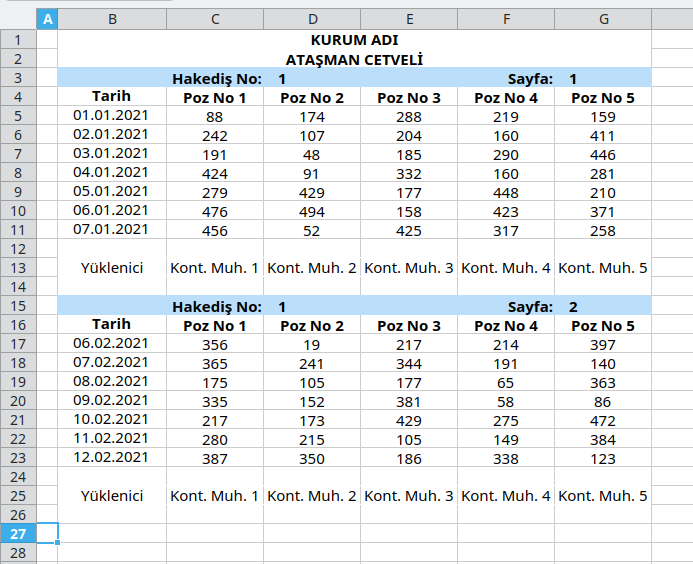 A B C D E F G
1 KURUM ADI
2 ATAŞMAN CETVELİ
3 Hakediş No: 1 Sayfa: 1
4 Tarih Poz No 1 Poz No 2 Poz No 3 Poz No 4 Poz No 5
5 01.01.2021 88 174 288 219 159
6 02.01.2021 242 107 204 160 411
7 03.01.2021 191 48 185 290 446
8 04.01.2021 424 91 332 160 281
9 05.01.2021 279 429 177 448 210
10 06.01.2021 476 494 158 423 371
11 07.01.2021 456 52 425 317 258
12
13 Yüklenici Kont. Muh. 1 Kont. Muh. 2 Kont. Muh. 3 Kont. Muh. 4 Kont. Muh. 5
14
15 Hakediş No: 1 Sayfa: 2
16 Tarih Poz No 1 Poz No 2 Poz No 3 Poz No 4 Poz No 5
17 06.02.2021 356 19 217 214 397
18 07.02.2021 365 241 344 191 140
19 08.02.2021 175 105 177 65 363
20 09.02.2021 335 152 381 58 86
21 10.02.2021 217 173 429 275 472
22 11.02.2021 280 215 105 149 384
23 12.02.2021 387 350 186 338 123
24
25 Yüklenici Kont. Muh. 1 Kont. Muh. 2 Kont. Muh. 3 Kont. Muh. 4 Kont. Muh. 5
26
27
28